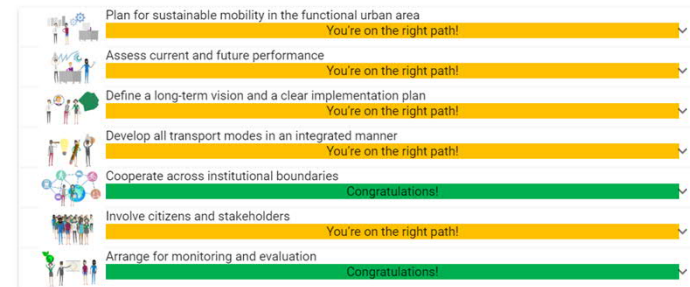 Plan for sustainable mobility in the functional urban area
You're on the right path!
Assess current and future performance
You're on the right path!
Define a long-term vision and a clear implementation plan
You're on the right path!
Develop all transport modes in an integrated manner
You're on the right path!
Cooperate across institutional boundaries
Congratulations!
Involve citizens and stakeholders
You're on the right path!
Arrange for monitoring and evaluation
Congratulations!